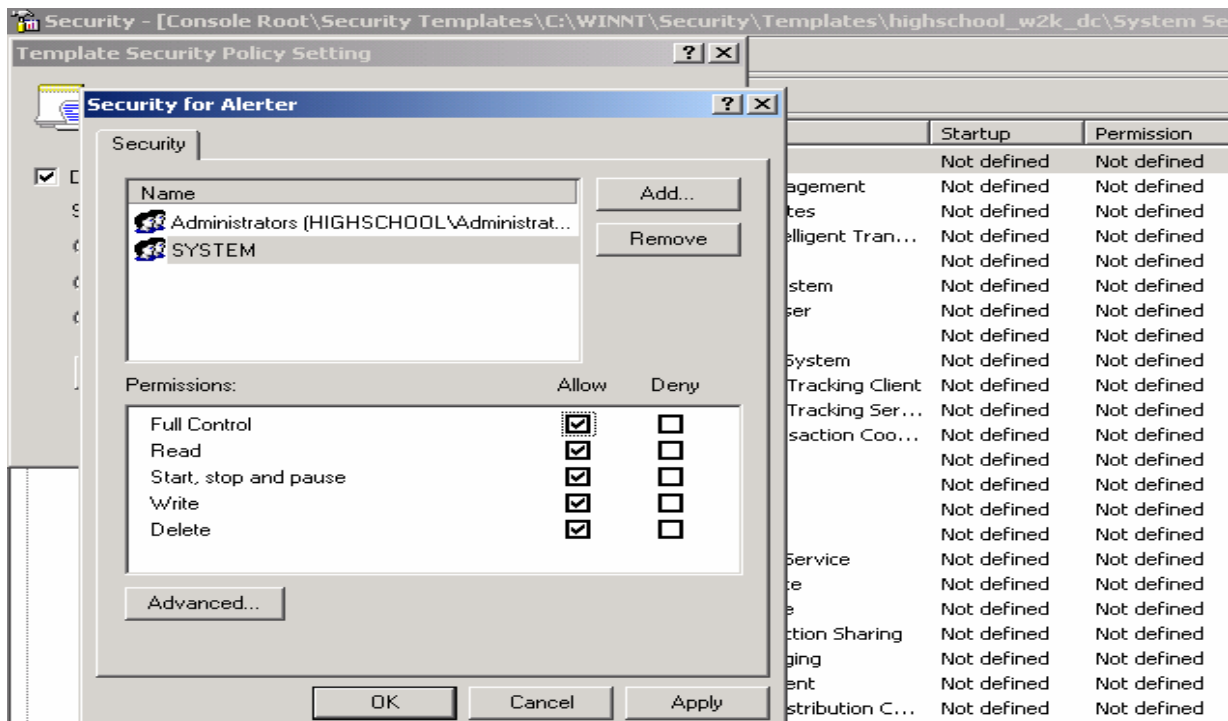 Security - [Console Root\Security Templates\C:\WINNT\Security\Templates\highschool_w2k_dc\System Se
Template Security Policy Setting
Security for Alerter
Security
Name
Administrators (HIGHSCHOOL\Administrat...
SYSTEM
Add...
Remove
Permissions:
Allow
Deny
Full Control
Read
Start, stop and pause
Write
Delete
Advanced...
OK
Cancel
Apply
Startup Permission
Not defined Not defined
agement Not defined Not defined
tes Not defined Not defined
elligent Tran... Not defined Not defined
Not defined Not defined
stem Not defined Not defined
ser Not defined Not defined
Not defined Not defined
System Not defined Not defined
Tracking Client Not defined Not defined
Tracking Ser... Not defined Not defined
saction Coo... Not defined Not defined
Not defined Not defined
Not defined Not defined
Not defined Not defined
Not defined Not defined
Service Not defined Not defined
ce Not defined Not defined
e Not defined Not defined
ction Sharing Not defined Not defined
ging Not defined Not defined
ent Not defined Not defined
stribution C... Not defined Not defined